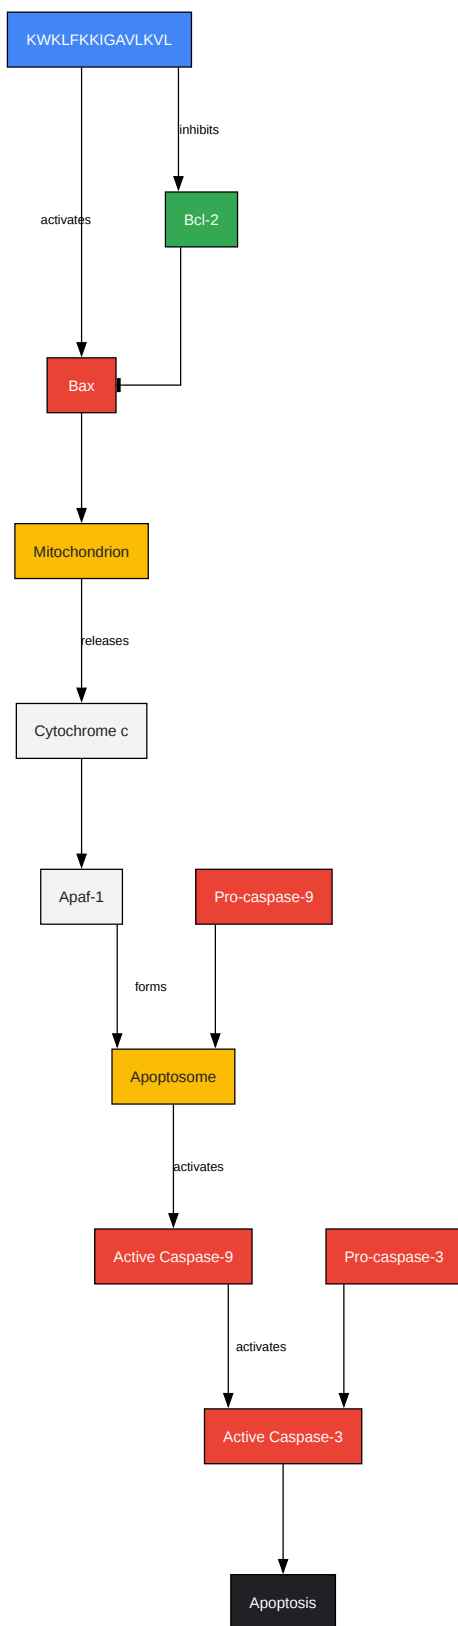 KWKLFKKIGAVLKVL
inhibits
activates
Bcl-2
Bax
Mitochondrion
releases
Cytochrome c
Apaf-1
Pro-caspase-9
forms
Apoptosome
activates
Active Caspase-9
Pro-caspase-3
activates
Active Caspase-3
Apoptosis